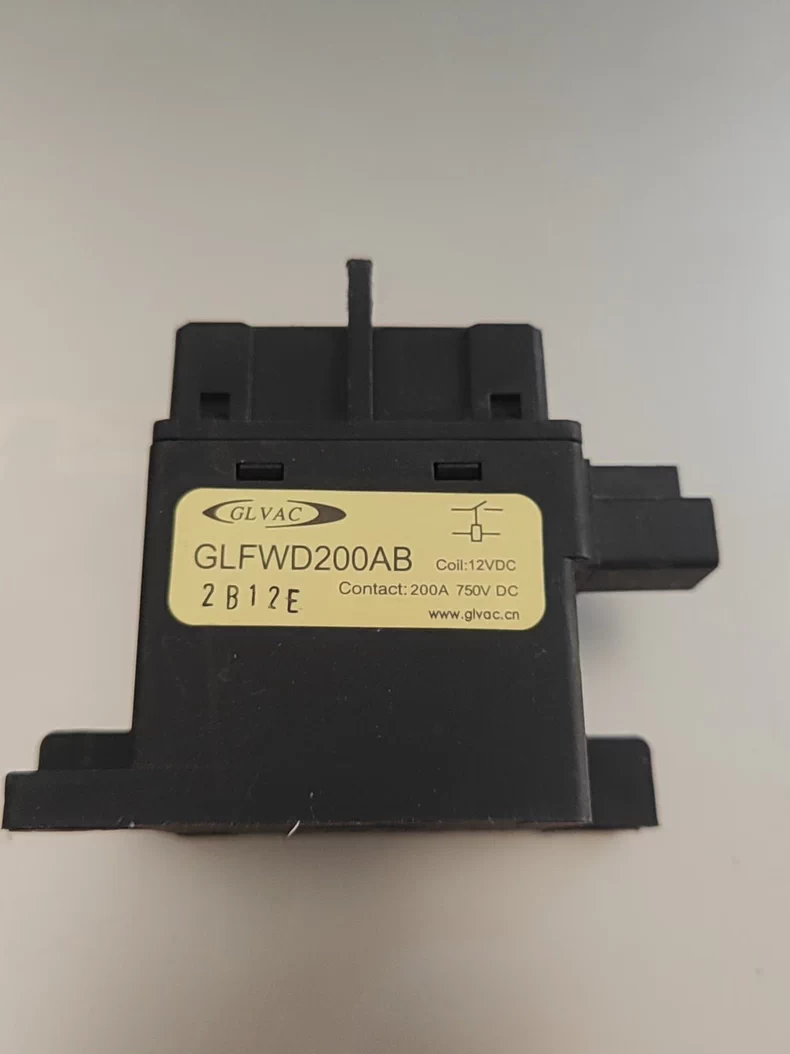 GLVAC
GLFWD200AB Coil:12VDC
2B12E Contact:200A 750V DC
www.glvac.cn